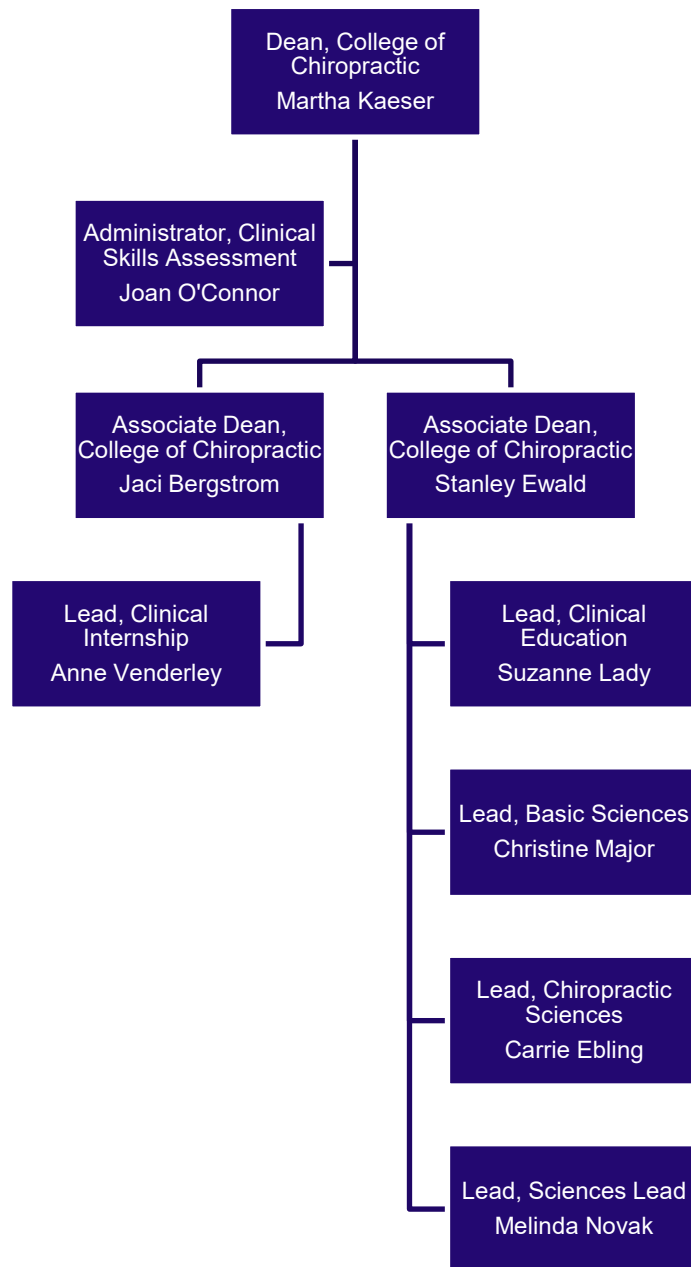 Dean, College of
Chiropractic
Martha Kaeser
Administrator, Clinical
Skills Assessment
Joan O'Connor
Associate Dean,
College of Chiropractic
Jaci Bergstrom
Associate Dean,
College of Chiropractic
Stanley Ewald
Lead, Clinical
Internship
Anne Venderley
Lead, Clinical
Education
Suzanne Lady
Lead, Basic Sciences
Christine Major
Lead, Chiropractic
Sciences
Carrie Ebling
Lead, Sciences Lead
Melinda Novak